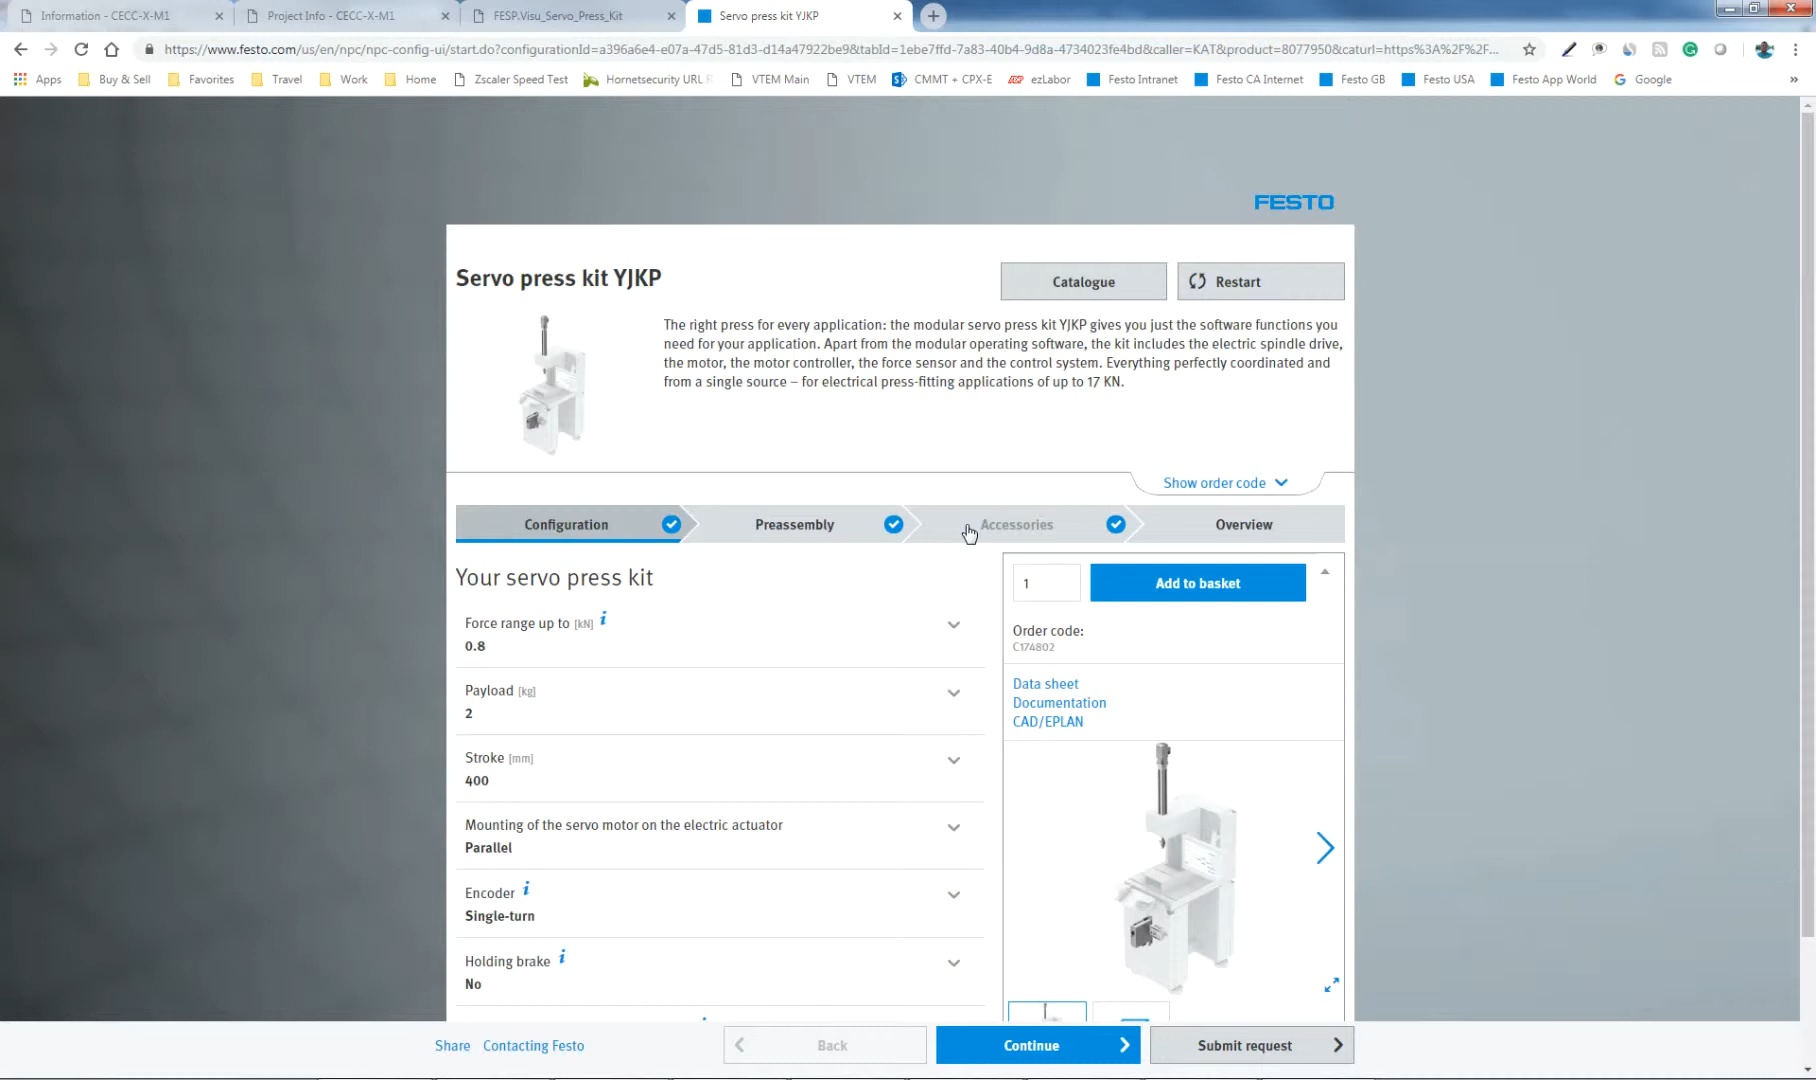 Information - CECC-X-M1
Project Info - CECC-X-M1
FESP.Visu_Servo_Press_Kit
Servo press kit YJKP
https://www.festo.com/us/en/npc/npc-config-ui/start.do?configurationId=a396a6e4-e07a-47d5-81d3-d14a47922be9&tabId=1ebe7ffd-7a83-40b4-9d8a-4734023fe4bd&caller=KAT&product=8077950&caturl=https%3A%2F%2F...
Apps Buy & Sell Favorites Travel Work Home Zscaler Speed Test Hornetsecurity URL VTEM Main VTEM CMMT + CPX-E ezLabor Festo Intranet Festo CA Internet Festo GB Festo USA Festo App World Google
FESTO
Servo press kit YJKP
Catalogue
Restart
The right press for every application: the modular servo press kit YJKP gives you just the software functions you
need for your application. Apart from the modular operating software, the kit includes the electric spindle drive,
the motor, the motor controller, the force sensor and the control system. Everything perfectly coordinated and
from a single source – for electrical press-fitting applications of up to 17 KN.
Show order code
Configuration
Preassembly
Accessories
Overview
Your servo press kit
Force range up to [kN] i
0.8
Payload [kg]
2
Stroke [mm]
400
Mounting of the servo motor on the electric actuator
Parallel
Encoder i
Single-turn
Holding brake i
No
1
Add to basket
Order code:
C174802
Data sheet
Documentation
CAD/EPLAN
Share
Contacting Festo
Back
Continue
Submit request